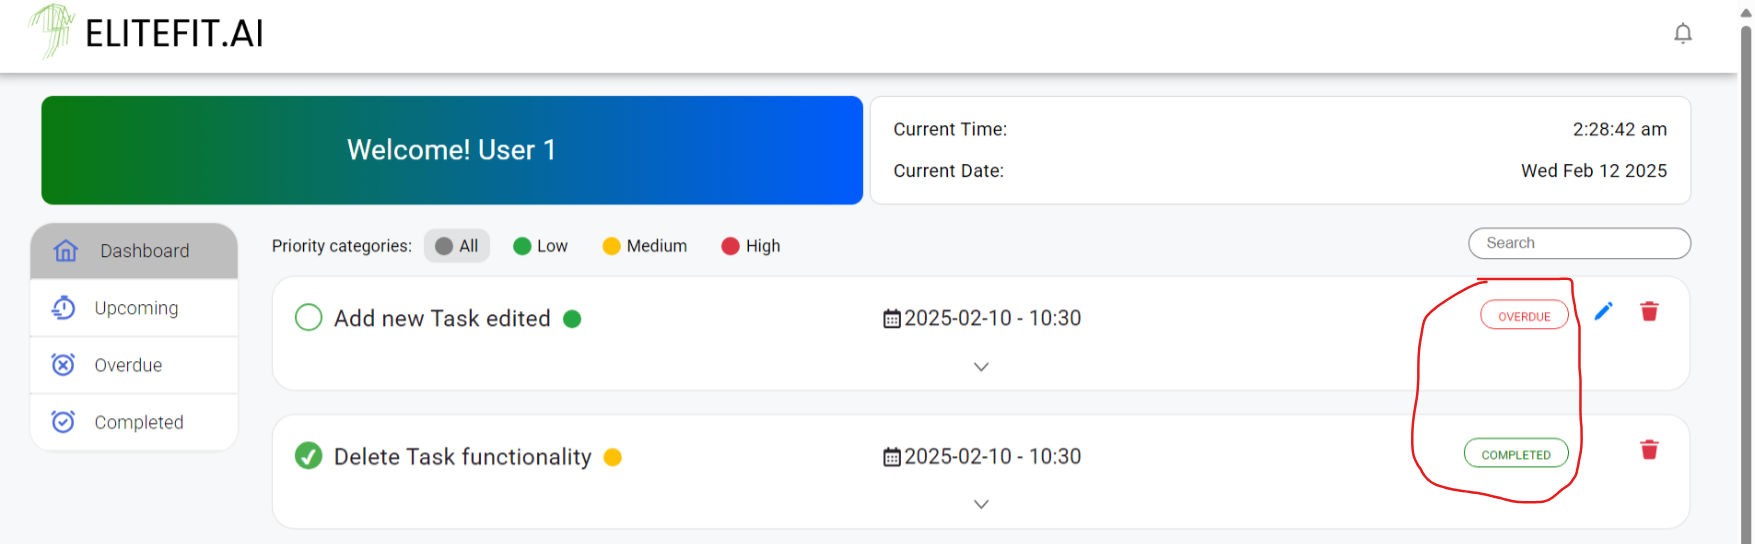 ELITEFIT.AI
Welcome! User 1
Current Time: 2:28:42 am
Current Date: Wed Feb 12 2025
Dashboard
Upcoming
Overdue
Completed
Priority categories: All Low Medium High
Search
Add new Task edited 2025-02-10 - 10:30 OVERDUE
Delete Task functionality 2025-02-10 - 10:30 COMPLETED